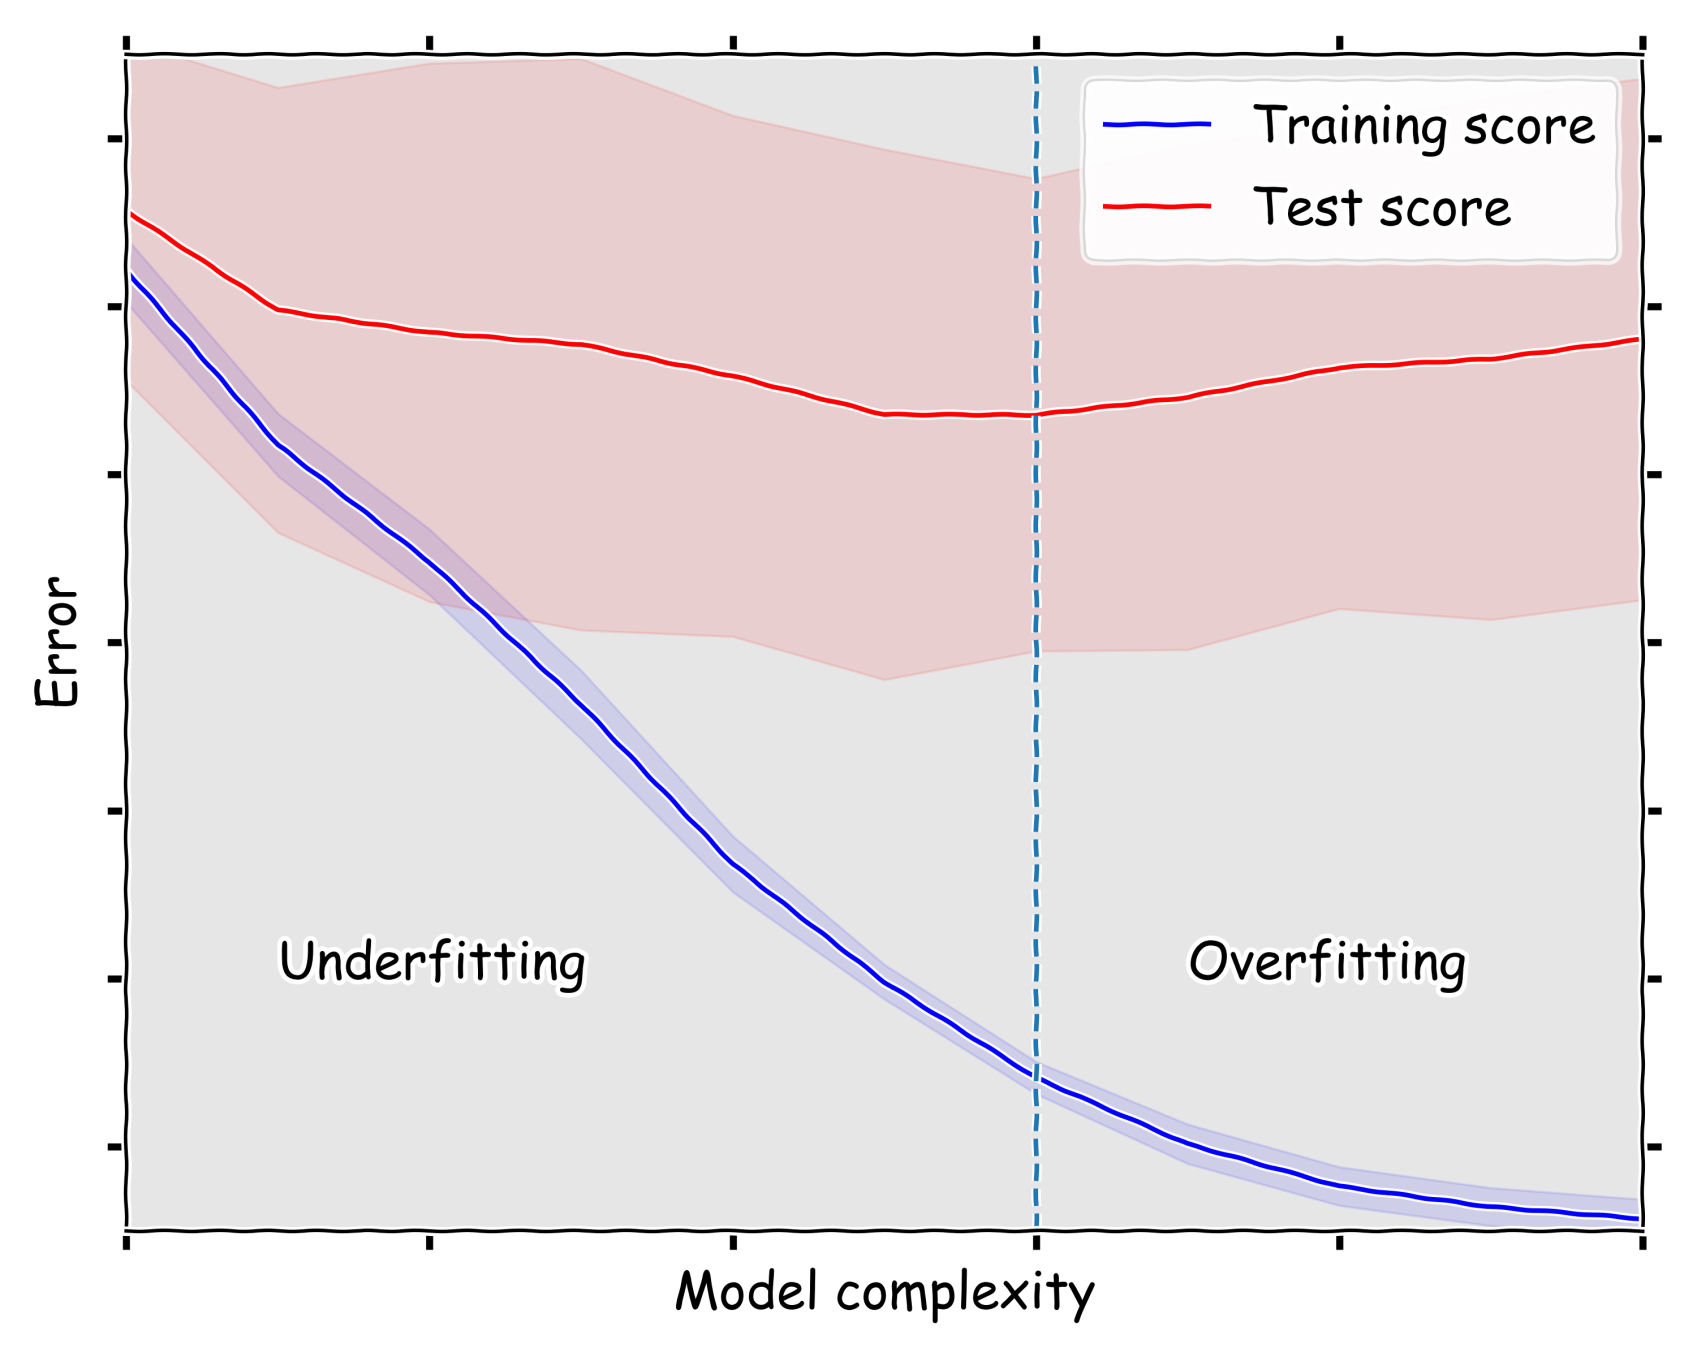 Training score
Test score
Error
Underfitting
Overfitting
Model complexity